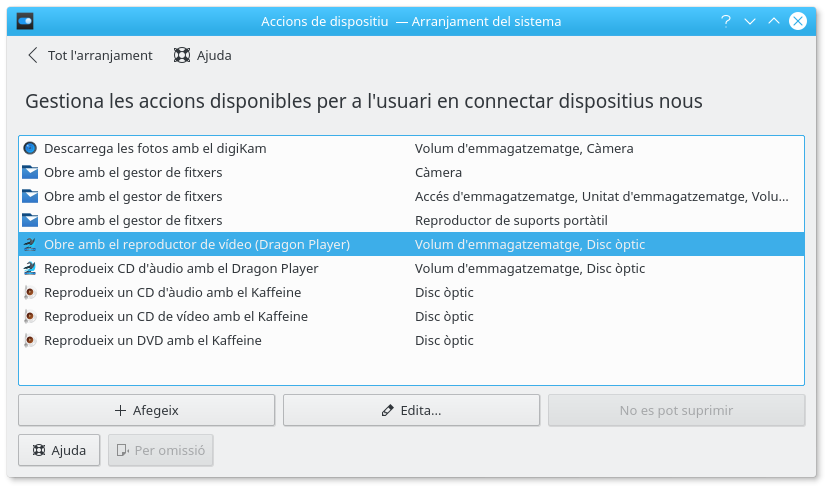 Accions de dispositiu — Arranjament del sistema
Tot l'arranjament Ajuda
Gestiona les accions disponibles per a l'usuari en connectar dispositius nous
Descarrega les fotos amb el digiKam Volum d'emmagatzematge, Càmera
Obre amb el gestor de fitxers Càmera
Obre amb el gestor de fitxers Accés d'emmagatzematge, Unitat d'emmagatzematge, Volu...
Obre amb el gestor de fitxers Reproductor de suports portàtil
Obre amb el reproductor de vídeo (Dragon Player) Volum d'emmagatzematge, Disc òptic
Reprodueix CD d'àudio amb el Dragon Player Volum d'emmagatzematge, Disc òptic
Reprodueix un CD d'àudio amb el Kaffeine Disc òptic
Reprodueix un CD de vídeo amb el Kaffeine Disc òptic
Reprodueix un DVD amb el Kaffeine Disc òptic
Afegeix Edita... No es pot suprimir
Ajuda Per omissió